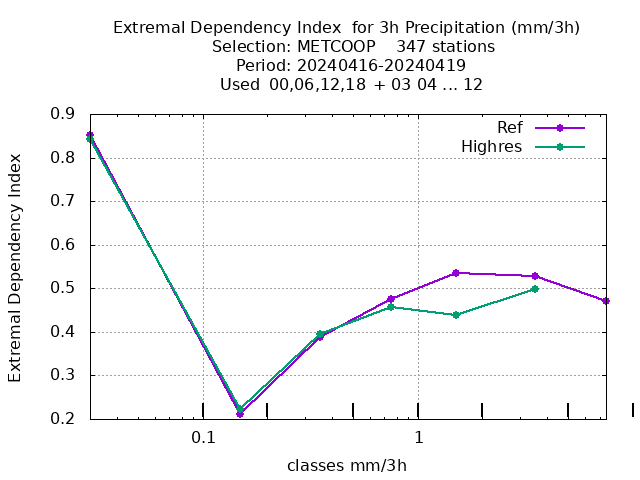 Extremal Dependency Index  for 3h Precipitation (mm/3h)
Selection: METCOOP    347 stations
Period: 20240416-20240419
Used  00,06,12,18  + 03 04 ... 12
Ref
Highres
Extremal Dependency Index
0.9
0.8
0.7
0.6
0.5
0.4
0.3
0.2
0.1
1
classes mm/3h